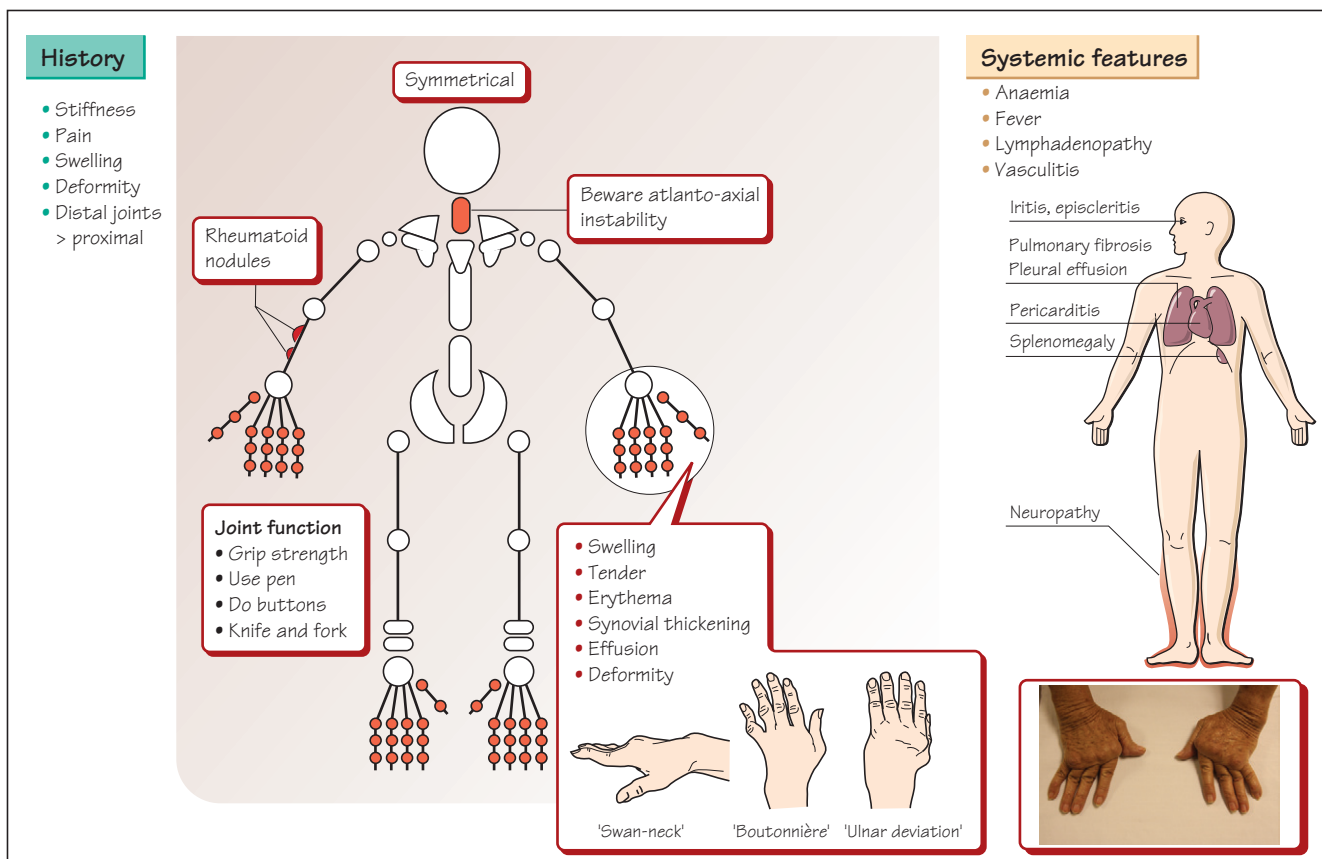 History
• Stiffness
• Pain
• Swelling
• Deformity
• Distal joints
> proximal
Symmetrical
Beware atlanto-axial
instability
Rheumatoid
nodules
Joint function
• Grip strength
• Use pen
• Do buttons
• Knife and fork
• Swelling
• Tender
• Erythema
• Synovial thickening
• Effusion
• Deformity
'Swan-neck'
'Boutonnière'
'Ulnar deviation'
Systemic features
• Anaemia
• Fever
• Lymphadenopathy
• Vasculitis
Iritis, episcleritis
Pulmonary fibrosis
Pleural effusion
Pericarditis
Splenomegaly
Neuropathy